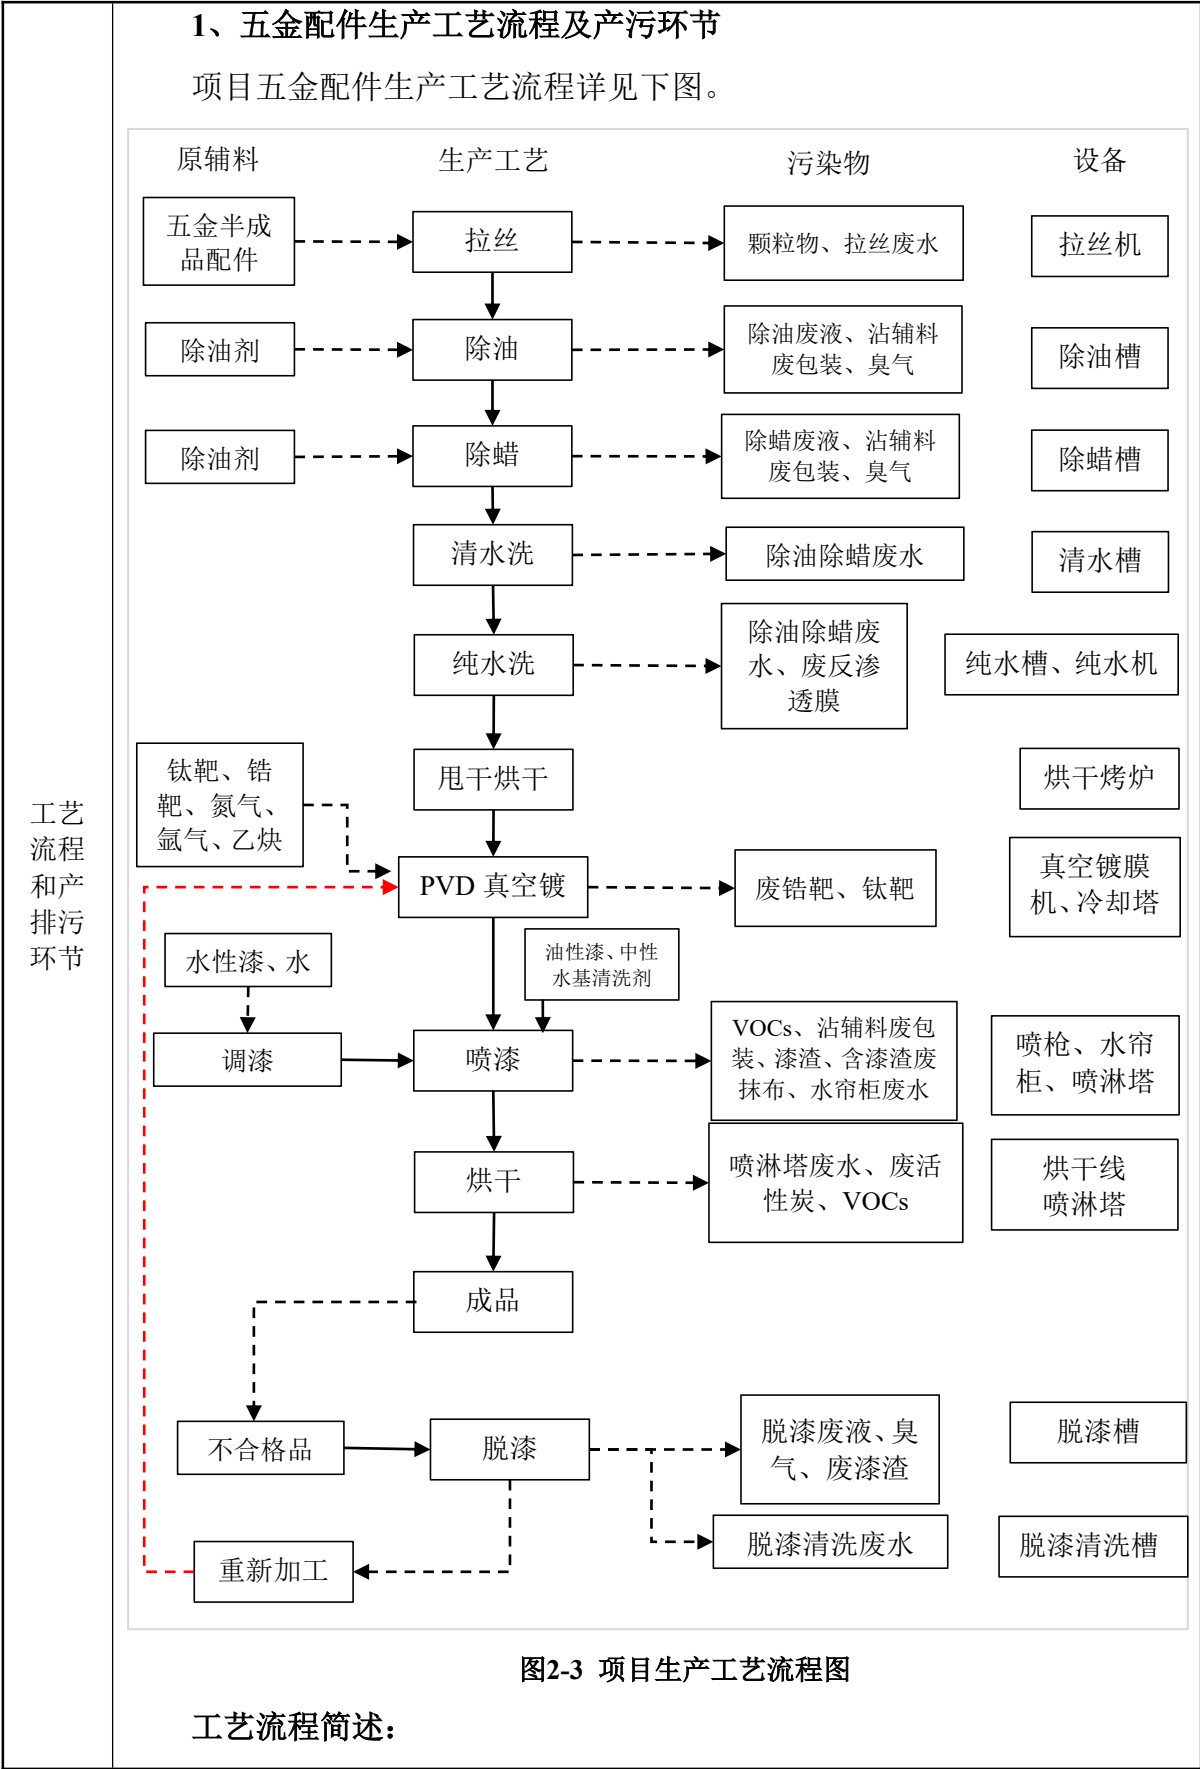 1、五金配件生产工艺流程及产污环节
项目五金配件生产工艺流程详见下图。
原辅料
生产工艺
污染物
设备
五金半成
品配件
拉丝
颗粒物、拉丝废水
拉丝机
除油剂
除油
除油废液、沾辅料
废包装、臭气
除油槽
除油剂
除蜡
除蜡废液、沾辅料
废包装、臭气
除蜡槽
清水洗
除油除蜡废水
清水槽
纯水洗
除油除蜡废
水、废反渗
透膜
纯水槽、纯水机
甩干烘干
烘干烤炉
钛靶、锆
靶、氮气、
氩气、乙炔
PVD 真空镀
废锆靶、钛靶
真空镀膜
机、冷却塔
工艺
流程
和产
排污
环节
水性漆、水
油性漆、中性
水基清洗剂
调漆
喷漆
VOCs、沾辅料废包
装、漆渣、含漆渣废
抹布、水帘柜废水
喷枪、水帘
柜、喷淋塔
烘干
喷淋塔废水、废活
性炭、VOCs
烘干线
喷淋塔
成品
不合格品
脱漆
脱漆废液、臭
气、废漆渣
脱漆槽
脱漆清洗废水
脱漆清洗槽
重新加工
图2-3 项目生产工艺流程图
工艺流程简述：